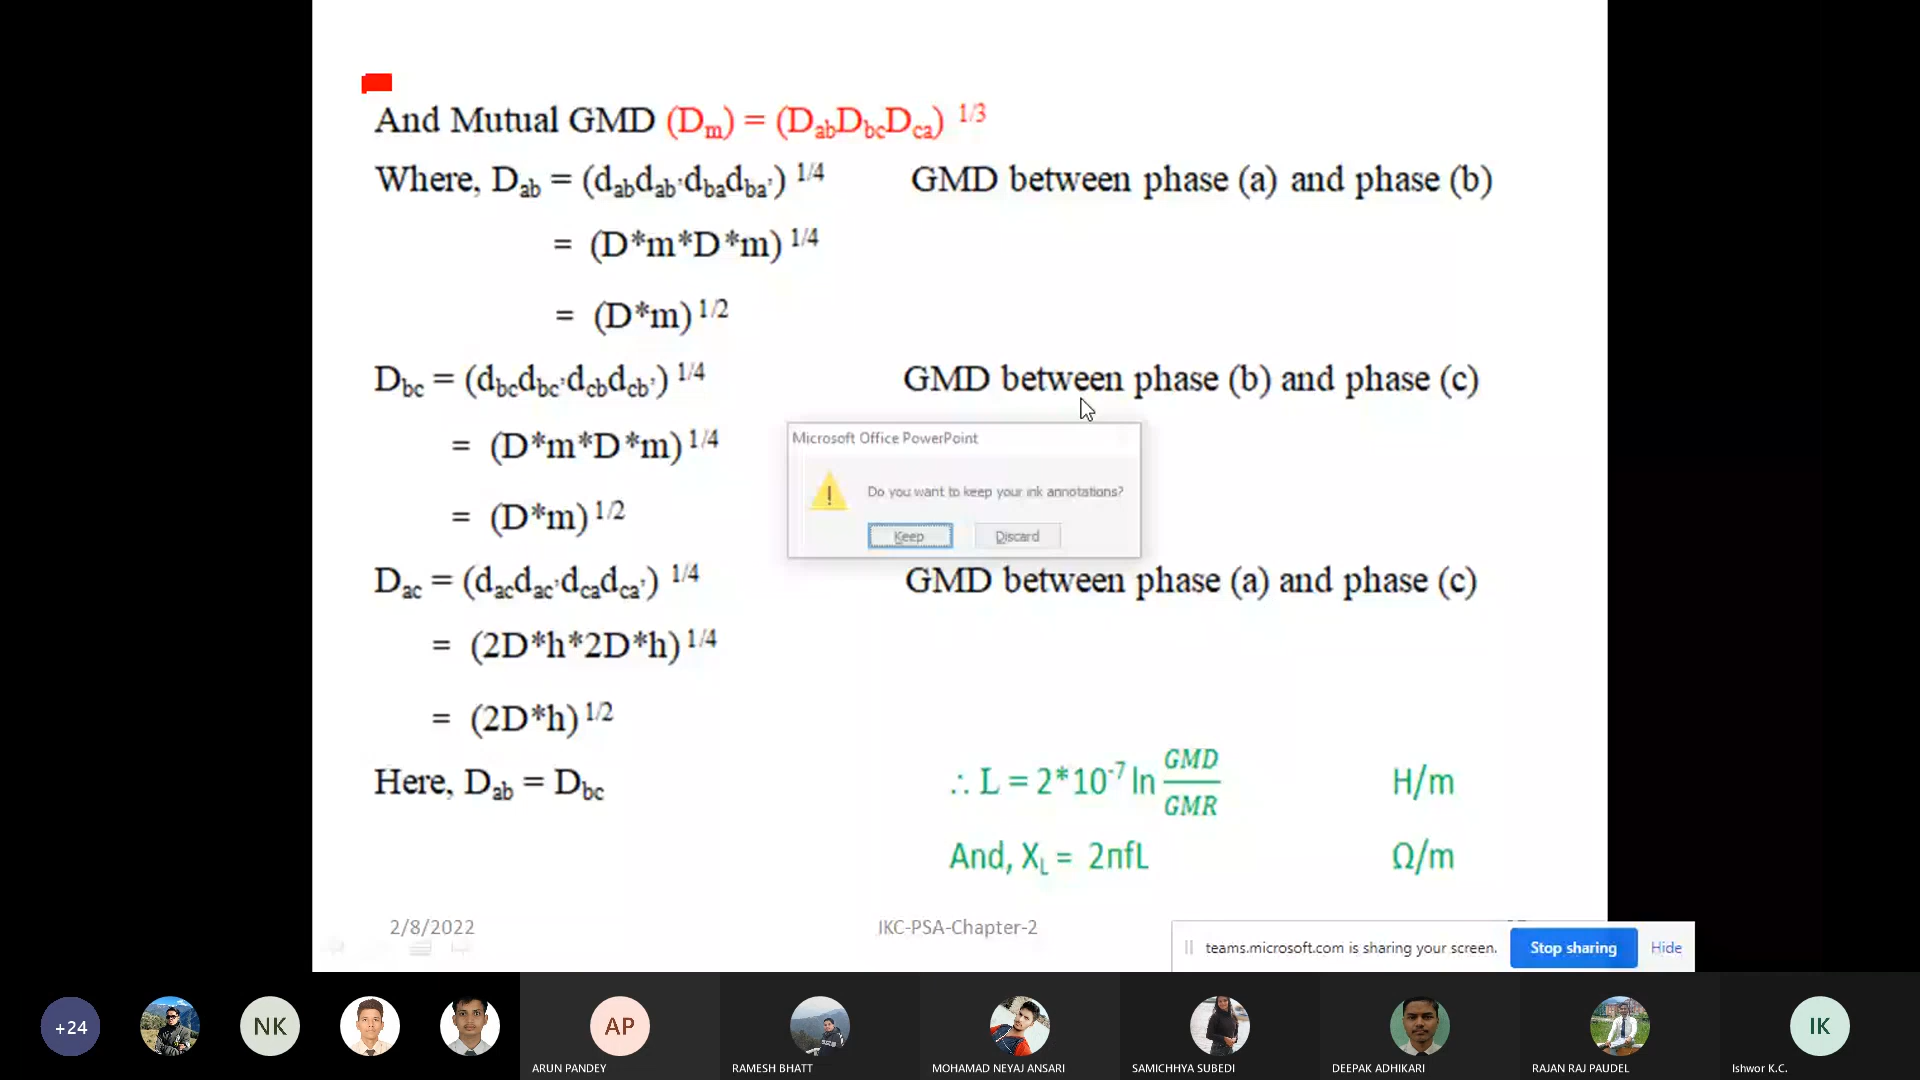 And Mutual GMD (Dm) = (DabDbcDca) 1/3
Where, Dab = (dabdab'dbadba') 1/4 GMD between phase (a) and phase (b)
= (D*m*D*m) 1/4
= (D*m) 1/2
Dbc = (dbcdbc'dcbdcb') 1/4 GMD between phase (b) and phase (c)
= (D*m*D*m) 1/4
Microsoft Office PowerPoint
Do you want to keep your ink annotations?
Keep Discard
= (D*m) 1/2
Dac = (dacdac'dcadca') 1/4 GMD between phase (a) and phase (c)
= (2D*h*2D*h) 1/4
= (2D*h) 1/2
Here, Dab = Dbc
∴ L = 2*10-7 ln GMD/GMR H/m
And, XL = 2πfL Ω/m
2/8/2022 IKC-PSA-Chapter-2
teams.microsoft.com is sharing your screen. Stop sharing Hide
+24 NK AP IK
ARUN PANDEY RAMESH BHATT MOHAMAD NEYAJ ANSARI SAMICHHYA SUBEDI DEEPAK ADHIKARI RAJAN RAJ PAUDEL Ishwor K.C.